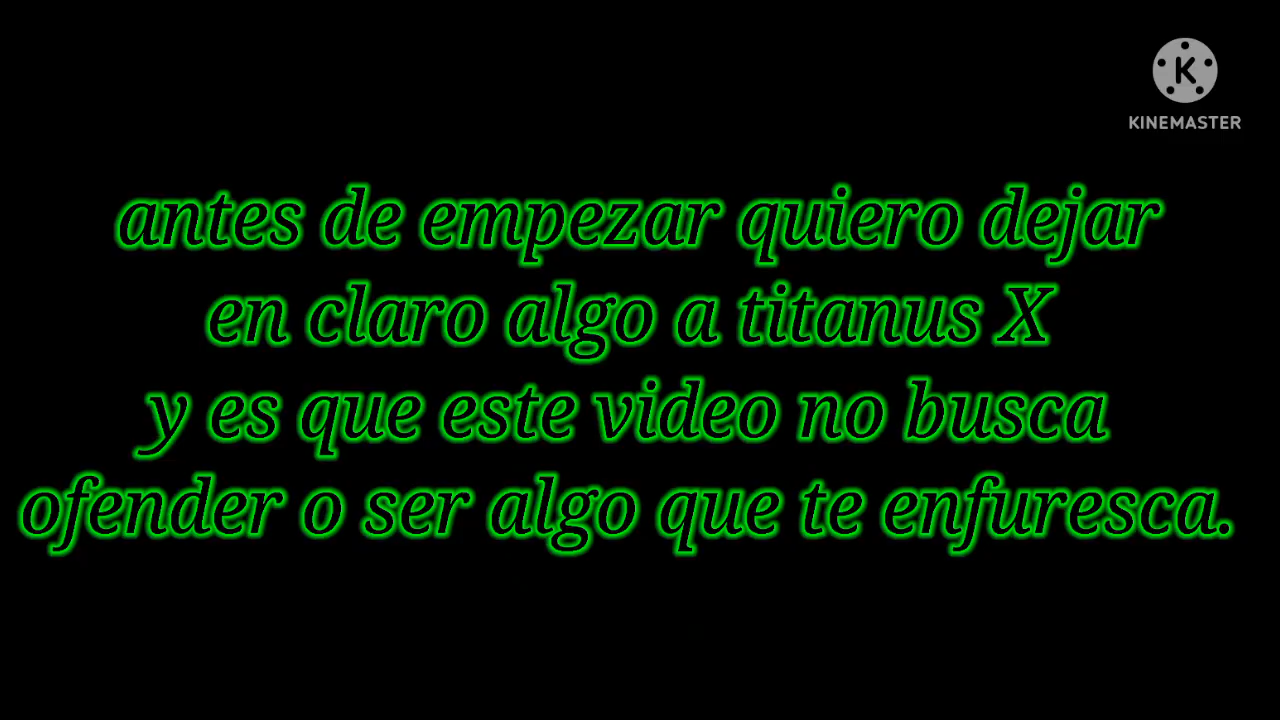 K
KINEMASTER
antes de empezar quiero dejar
en claro algo a titanus X
y es que este video no busca
ofender o ser algo que te enfuresca.